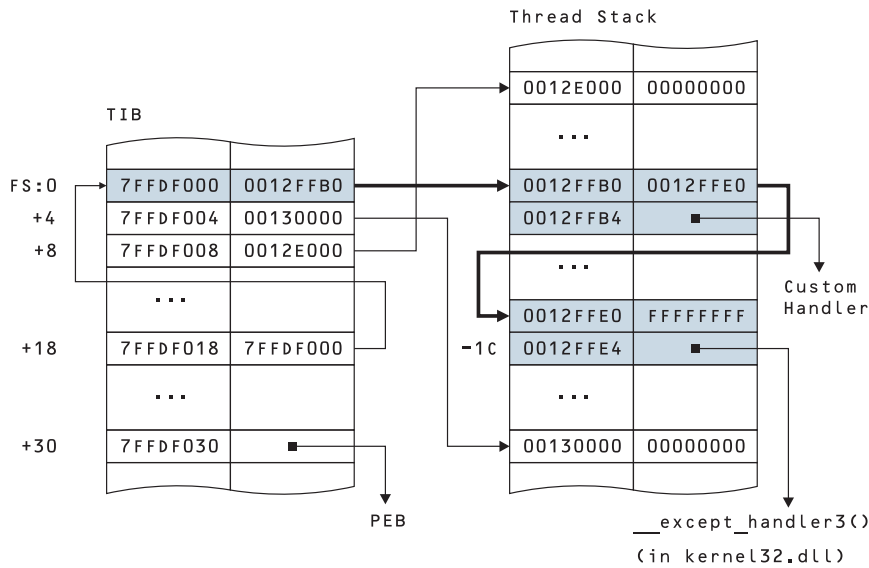 Thread Stack
0012E000 00000000
TIB
...
FS:0 7FFDF000 0012FFB0 0012FFB0 0012FFE0
+4 7FFDF004 00130000 0012FFB4
+8 7FFDF008 0012E000
...
Custom
Handler
...
0012FFE0 FFFFFFFF
+18 7FFDF018 7FFDF000 -1C 0012FFE4
... ...
+30 7FFDF030 00130000 00000000
PEB
__except_handler3()
(in kernel32.dll)